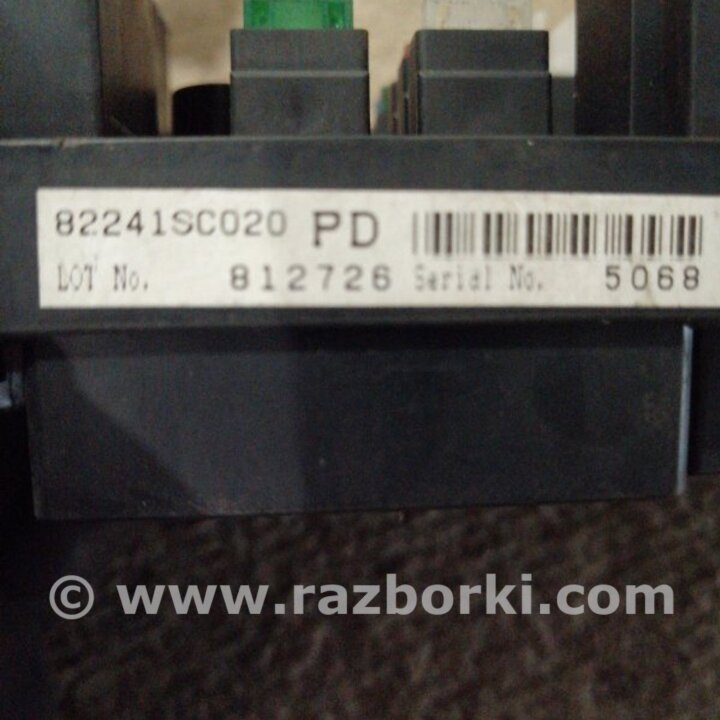 82241SC020 PD
LOT No. 812726 Serial No. 5068
© www.razborki.com